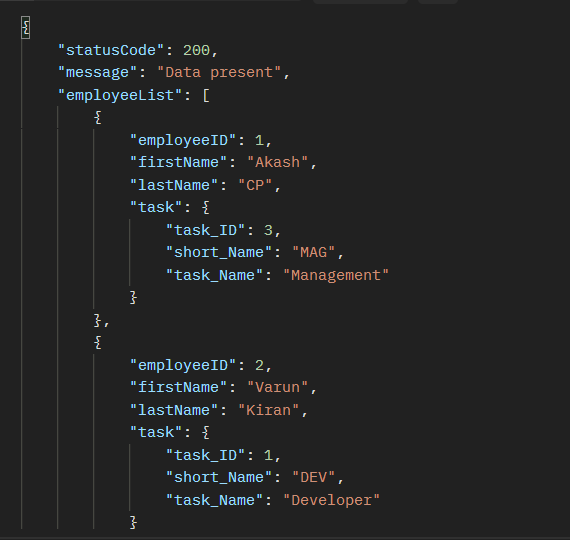 {
"statusCode": 200,
"message": "Data present",
"employeeList": [
{
"employeeID": 1,
"firstName": "Akash",
"lastName": "CP",
"task": {
"task_ID": 3,
"short_Name": "MAG",
"task_Name": "Management"
}
},
{
"employeeID": 2,
"firstName": "Varun",
"lastName": "Kiran",
"task": {
"task_ID": 1,
"short_Name": "DEV",
"task_Name": "Developer"
}